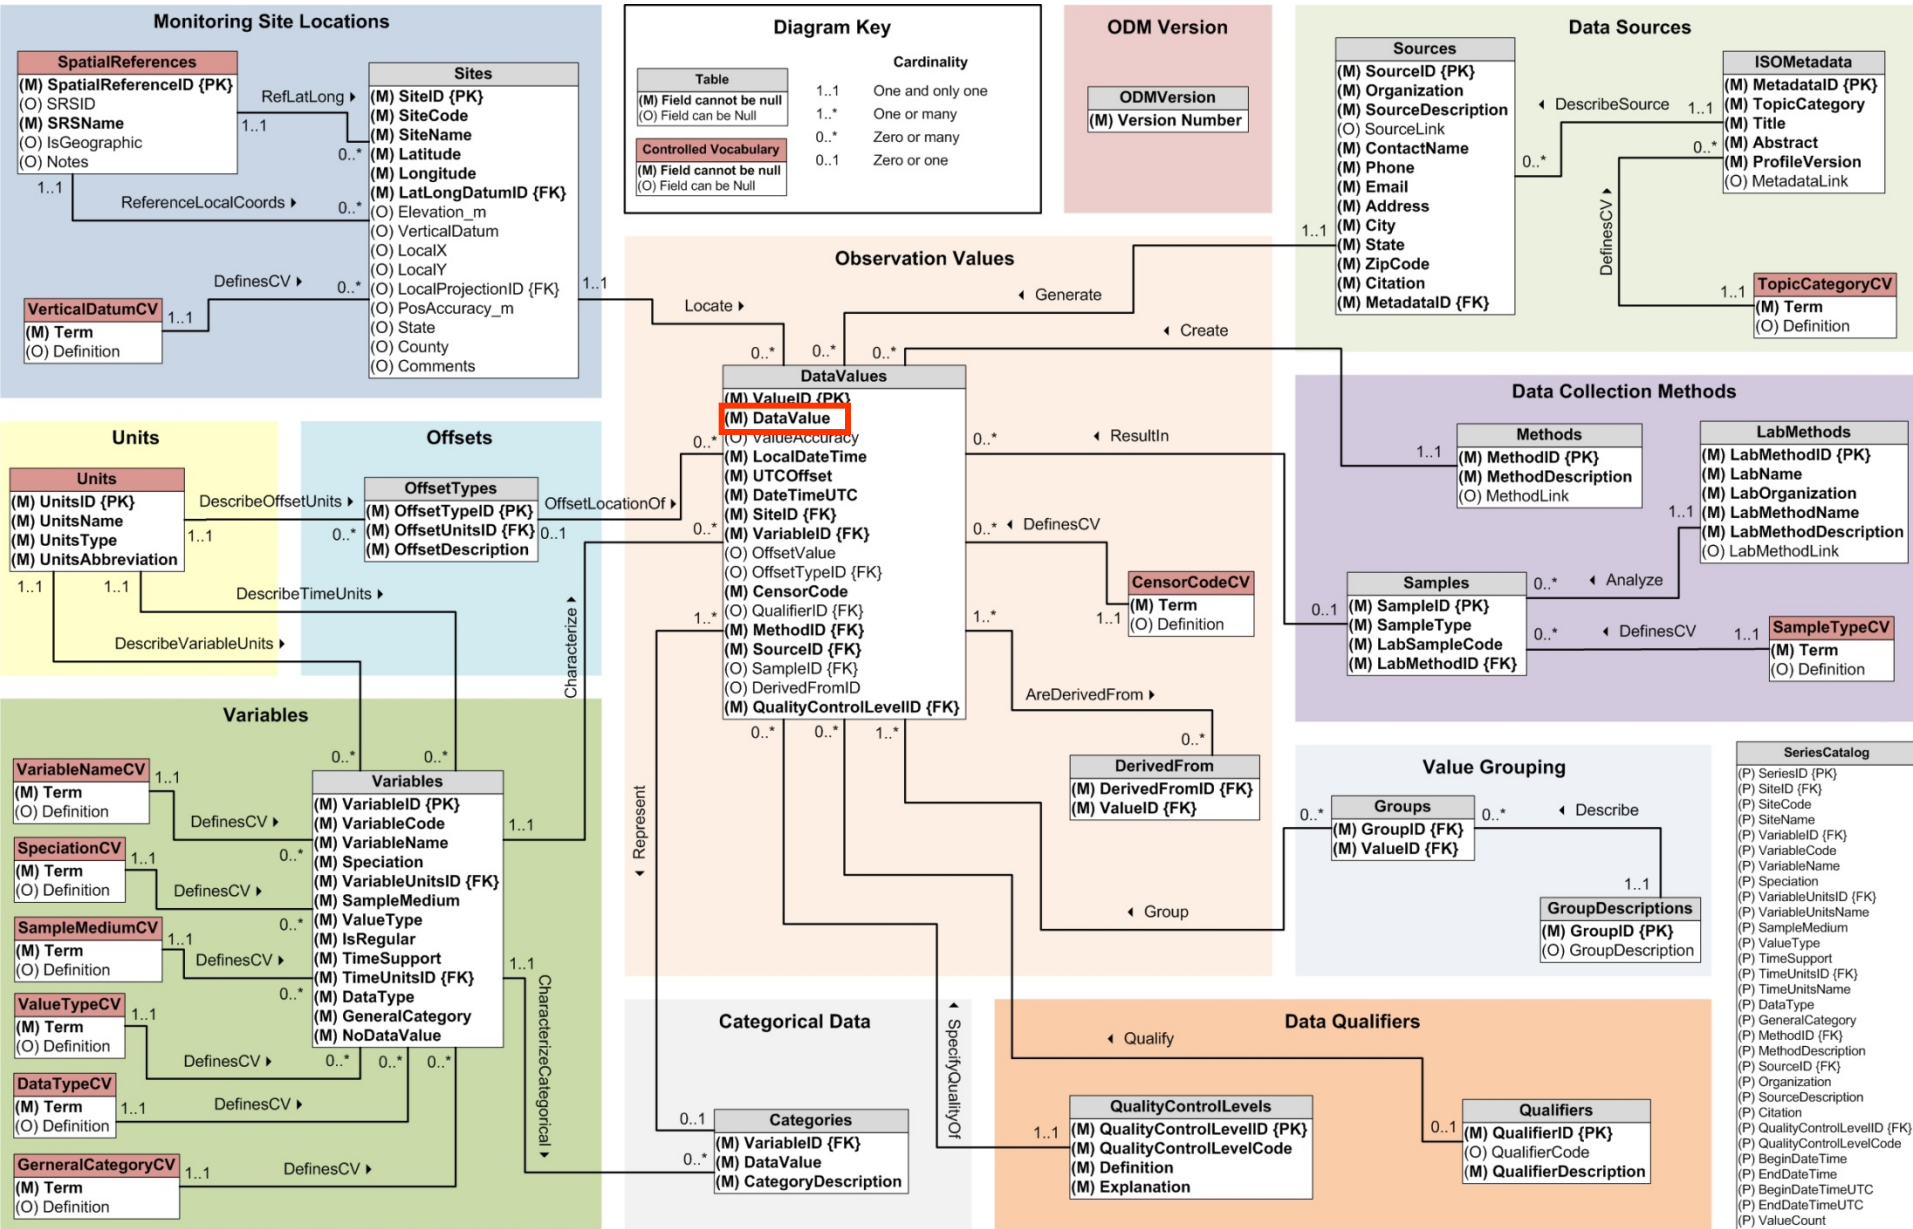 Monitoring Site Locations
SpatialReferences
(M) SpatialReferenceID {PK}
(O) SRSID
(M) SRSName
(O) IsGeographic
(O) Notes
RefLatLong
1..1
0..*
1..1
ReferenceLocalCoords
0..*
Sites
(M) SiteID {PK}
(M) SiteCode
(M) SiteName
(M) Latitude
(M) Longitude
(M) LatLongDatumID {FK}
(O) Elevation_m
(O) VerticalDatum
(O) LocalX
(O) LocalY
(O) LocalProjectionID {FK}
(O) PosAccuracy_m
(O) State
(O) County
(O) Comments
DefinesCV
0..*
1..1
VerticalDatumCV
1..1
(M) Term
(O) Definition
Diagram Key
Table
(M) Field cannot be null
(O) Field can be Null
Controlled Vocabulary
(M) Field cannot be null
(O) Field can be Null
Cardinality
1..1 One and only one
1..* One or many
0..* Zero or many
0..1 Zero or one
ODM Version
ODMVersion
(M) Version Number
Data Sources
Sources
(M) SourceID {PK}
(M) Organization
(M) SourceDescription
(O) SourceLink
(M) ContactName
(M) Phone
(M) Email
(M) Address
(M) City
(M) State
(M) ZipCode
(M) Citation
(M) MetadataID {FK}
1..1
DescribeSource
1..1
0..*
0..*
ISOMetadata
(M) MetadataID {PK}
(M) TopicCategory
(M) Title
(M) Abstract
(M) ProfileVersion
(O) MetadataLink
DefinesCV
1..1
TopicCategoryCV
(M) Term
(O) Definition
Observation Values
Locate
Generate
Create
0..*
0..*
0..*
DataValues
(M) ValueID {PK}
(M) DataValue
(O) ValueAccuracy
(M) LocalDateTime
(M) UTCOffset
(M) DateTimeUTC
(M) SiteID {FK}
(M) VariableID {FK}
(O) OffsetValue
(O) OffsetTypeID {FK}
(M) CensorCode
(O) QualifierID {FK}
(M) MethodID {FK}
(M) SourceID {FK}
(O) SampleID {FK}
(O) DerivedFromID
(M) QualityControlLevelID {FK}
0..*
0..*
1..*
0..*
ResultIn
0..*
DefinesCV
1..*
0..*
0..*
1..*
CensorCodeCV
1..1
(M) Term
(O) Definition
AreDerivedFrom
0..*
DerivedFrom
(M) DerivedFromID {FK}
(M) ValueID {FK}
Represent
Group
Units
Units
(M) UnitsID {PK}
(M) UnitsName
(M) UnitsType
(M) UnitsAbbreviation
1..1
1..1
1..1
Offsets
DescribeOffsetUnits
0..*
OffsetTypes
(M) OffsetTypeID {PK}
(M) OffsetUnitsID {FK}
(M) OffsetDescription
OffsetLocationOf
0..1
DescribeTimeUnits
DescribeVariableUnits
Characterize
Data Collection Methods
1..1
Methods
(M) MethodID {PK}
(M) MethodDescription
(O) MethodLink
LabMethods
(M) LabMethodID {PK}
(M) LabName
(M) LabOrganization
(M) LabMethodName
(M) LabMethodDescription
(O) LabMethodLink
1..1
0..1
Samples
(M) SampleID {PK}
(M) SampleType
(M) LabSampleCode
(M) LabMethodID {FK}
0..*
Analyze
0..*
DefinesCV
1..1
SampleTypeCV
(M) Term
(O) Definition
Variables
0..*
0..*
VariableNameCV
1..1
(M) Term
(O) Definition
DefinesCV
0..*
SpeciationCV
1..1
(M) Term
(O) Definition
DefinesCV
0..*
SampleMediumCV
1..1
(M) Term
(O) Definition
DefinesCV
0..*
ValueTypeCV
1..1
(M) Term
(O) Definition
DefinesCV
DataTypeCV
(M) Term
(O) Definition
1..1
DefinesCV
GerneralCategoryCV
1..1
(M) Term
(O) Definition
DefinesCV
Variables
(M) VariableID {PK}
(M) VariableCode
(M) VariableName
(M) Speciation
(M) VariableUnitsID {FK}
(M) SampleMedium
(M) ValueType
(M) IsRegular
(M) TimeSupport
(M) TimeUnitsID {FK}
(M) DataType
(M) GeneralCategory
(M) NoDataValue
0..*
0..*
0..*
1..1
1..1
CharacterizeCategorical
Categorical Data
0..1
0..*
Categories
(M) VariableID {FK}
(M) DataValue
(M) CategoryDescription
SpecifyQualityOf
Data Qualifiers
Qualify
1..1
QualityControlLevels
(M) QualityControlLevelID {PK}
(M) QualityControlLevelCode
(M) Definition
(M) Explanation
0..1
Qualifiers
(M) QualifierID {PK}
(O) QualifierCode
(M) QualifierDescription
Value Grouping
0..*
Groups
(M) GroupID {FK}
(M) ValueID {FK}
0..*
Describe
1..1
GroupDescriptions
(M) GroupID {PK}
(O) GroupDescription
SeriesCatalog
(P) SeriesID {PK}
(P) SiteID {FK}
(P) SiteCode
(P) SiteName
(P) VariableID {FK}
(P) VariableCode
(P) VariableName
(P) Speciation
(P) VariableUnitsID {FK}
(P) VariableUnitsName
(P) SampleMedium
(P) ValueType
(P) TimeSupport
(P) TimeUnitsID {FK}
(P) TimeUnitsName
(P) DataType
(P) GeneralCategory
(P) MethodID {FK}
(P) MethodDescription
(P) SourceID {FK}
(P) Organization
(P) SourceDescription
(P) Citation
(P) QualityControlLevelID {FK}
(P) QualityControlLevelCode
(P) BeginDateTime
(P) EndDateTime
(P) BeginDateTimeUTC
(P) EndDateTimeUTC
(P) ValueCount